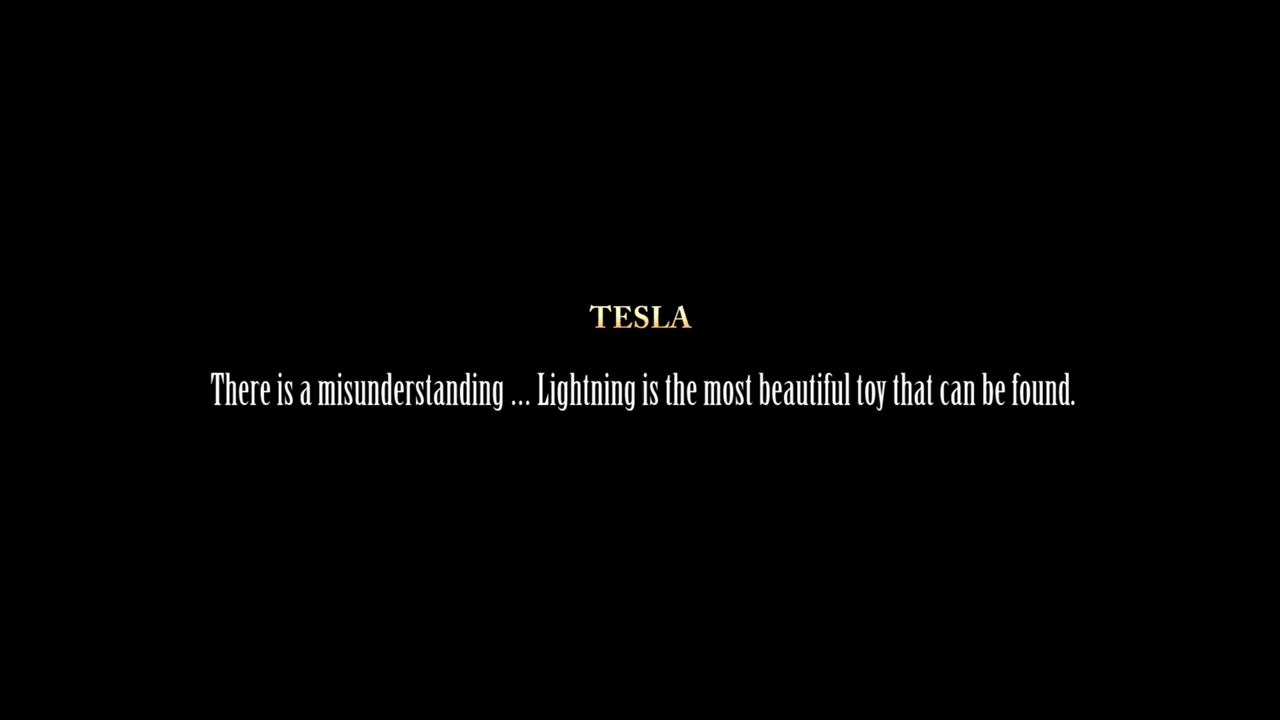 TESLA
There is a misunderstanding ... Lightning is the most beautiful toy that can be found.